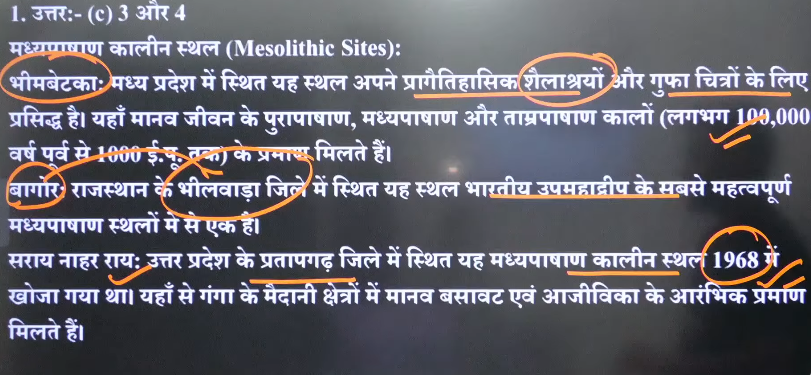 1. उत्तर:- (c) 3 और 4
मध्यपाषाण कालीन स्थल (Mesolithic Sites):
भीमबेटका: मध्य प्रदेश में स्थित यह स्थल अपने प्रागैतिहासिक शैलाश्रयों और गुफा चित्रों के लिए
प्रसिद्ध है। यहाँ मानव जीवन के पुरापाषाण, मध्यपाषाण और ताम्रपाषाण कालों (लगभग 100,000
वर्ष पूर्व से 1000 ई.पू. तक) के प्रमाण मिलते हैं।
बागोर: राजस्थान के भीलवाड़ा जिले में स्थित यह स्थल भारतीय उपमहाद्वीप के सबसे महत्वपूर्ण
मध्यपाषाण स्थलों में से एक है।
सराय नाहर राय: उत्तर प्रदेश के प्रतापगढ़ जिले में स्थित यह मध्यपाषाण कालीन स्थल 1968 में
खोजा गया था। यहाँ से गंगा के मैदानी क्षेत्रों में मानव बसावट एवं आजीविका के आरंभिक प्रमाण
मिलते हैं।